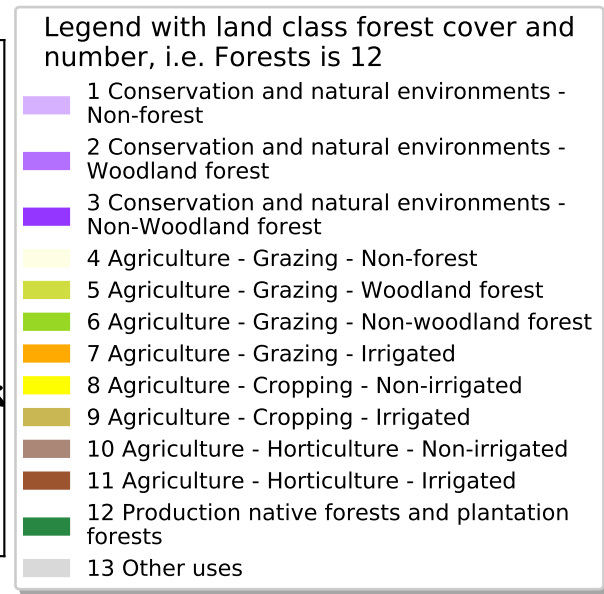 Legend with land class forest cover and
number, i.e. Forests is 12
1 Conservation and natural environments -
Non-forest
2 Conservation and natural environments -
Woodland forest
3 Conservation and natural environments -
Non-Woodland forest
4 Agriculture - Grazing - Non-forest
5 Agriculture - Grazing - Woodland forest
6 Agriculture - Grazing - Non-woodland forest
7 Agriculture - Grazing - Irrigated
8 Agriculture - Cropping - Non-irrigated
9 Agriculture - Cropping - Irrigated
10 Agriculture - Horticulture - Non-irrigated
11 Agriculture - Horticulture - Irrigated
12 Production native forests and plantation
forests
13 Other uses